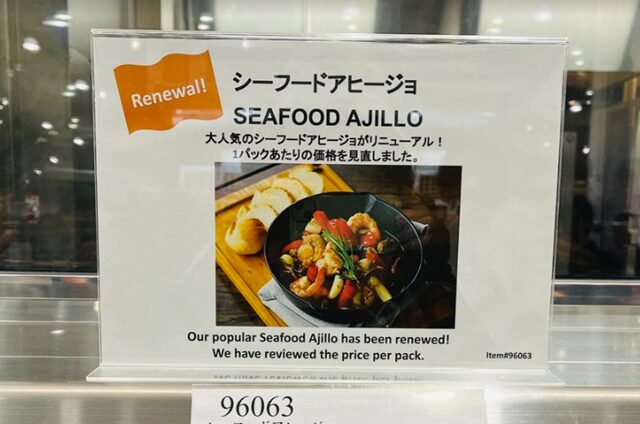 Renewal!
シーフードアヒージョ
SEAFOOD AJILLO
大人気のシーフードアヒージョがリニューアル！
1パックあたりの価格を見直しました。
Our popular Seafood Ajillo has been renewed!
We have reviewed the price per pack.
Item#96063
96063